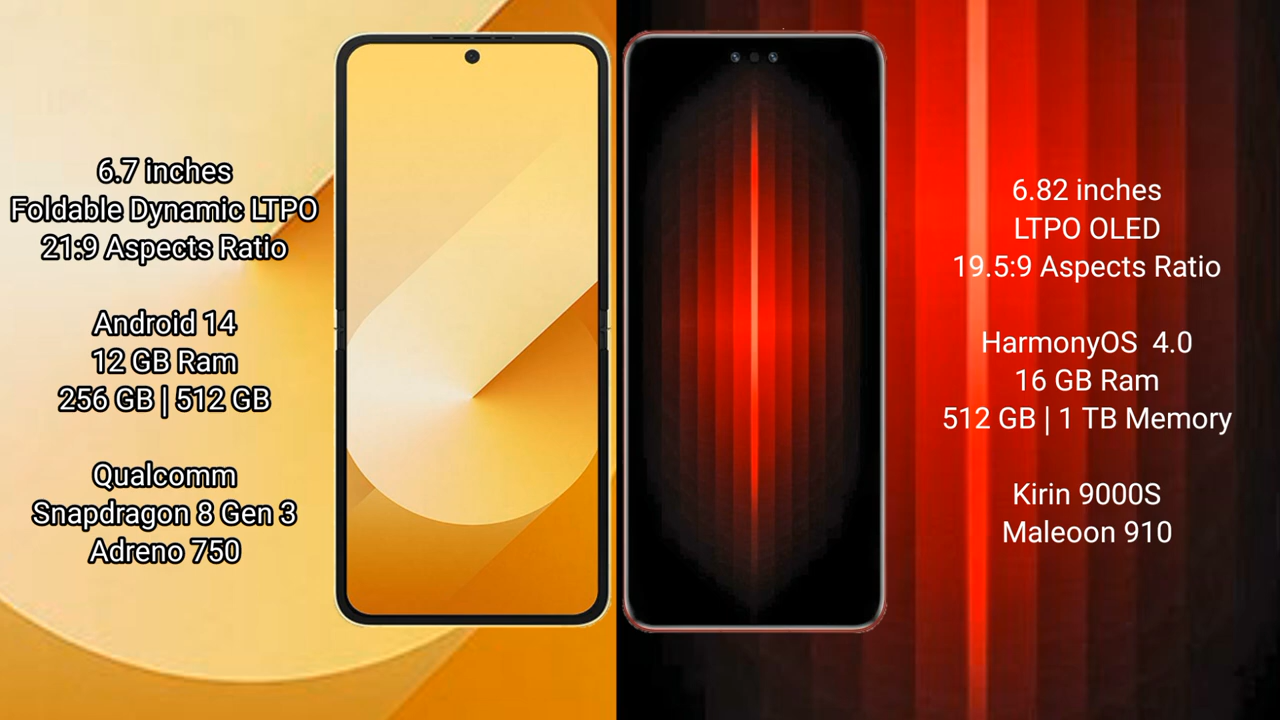 6.7 inches
Foldable Dynamic LTPO
21:9 Aspects Ratio
Android 14
12 GB Ram
256 GB | 512 GB
Qualcomm
Snapdragon 8 Gen 3
Adreno 750
6.82 inches
LTPO OLED
19.5:9 Aspects Ratio
HarmonyOS  4.0
16 GB Ram
512 GB | 1 TB Memory
Kirin 9000S
Maleoon 910